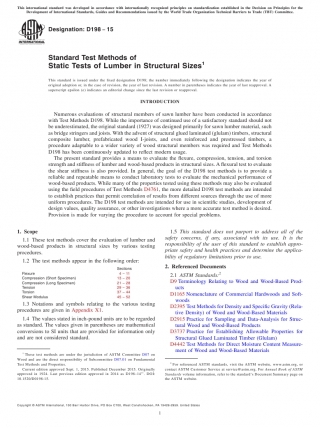 This international standard was developed in accordance with internationally recognized principles on standardization established in the Decision on Principles for the
Development of International Standards, Guides and Recommendations issued by the World Trade Organization Technical Barriers to Trade (TBT) Committee.
Designation: D198 − 15
Standard Test Methods of
Static Tests of Lumber in Structural Sizes1
This standard is issued under the fixed designation D198; the number immediately following the designation indicates the year of
original adoption or, in the case of revision, the year of last revision. A number in parentheses indicates the year of last reapproval. A
superscript epsilon (ε) indicates an editorial change since the last revision or reapproval.
INTRODUCTION
Numerous evaluations of structural members of sawn lumber have been conducted in accordance
with Test Methods D198. While the importance of continued use of a satisfactory standard should not
be underestimated, the original standard (1927) was designed primarily for sawn lumber material, such
as bridge stringers and joists. With the advent of structural glued laminated (glulam) timbers, structural
composite lumber, prefabricated wood I-joists, and even reinforced and prestressed timbers, a
procedure adaptable to a wider variety of wood structural members was required and Test Methods
D198 has been continuously updated to reflect modern usage.
The present standard provides a means to evaluate the flexure, compression, tension, and torsion
strength and stiffness of lumber and wood-based products in structural sizes. A flexural test to evaluate
the shear stiffness is also provided. In general, the goal of the D198 test methods is to provide a
reliable and repeatable means to conduct laboratory tests to evaluate the mechanical performance of
wood-based products. While many of the properties tested using these methods may also be evaluated
using the field procedures of Test Methods D4761, the more detailed D198 test methods are intended
to establish practices that permit correlation of results from different sources through the use of more
uniform procedures. The D198 test methods are intended for use in scientific studies, development of
design values, quality assurance, or other investigations where a more accurate test method is desired.
Provision is made for varying the procedure to account for special problems.
1. Scope
1.1 These test methods cover the evaluation of lumber and
wood-based products in structural sizes by various testing
procedures.
1.2 The test methods appear in the following order:
Sections
Flexure 4 – 11
Compression (Short Specimen) 13 – 20
Compression (Long Specimen) 21 – 28
Tension 29 – 36
Torsion 37 – 44
Shear Modulus 45 – 52
1.3 Notations and symbols relating to the various testing
procedures are given in Appendix X1.
1.4 The values stated in inch-pound units are to be regarded
as standard. The values given in parentheses are mathematical
conversions to SI units that are provided for information only
and are not considered standard.
1 These test methods are under the jurisdiction of ASTM Committee D07 on
Wood and are the direct responsibility of Subcommittee D07.01 on Fundamental
Test Methods and Properties.
Current edition approved Sept. 1, 2015. Published December 2015. Originally
approved in 1924. Last previous edition approved in 2014 as D198–14ε1. DOI:
10.1520/D0198-15.
1.5 This standard does not purport to address all of the
safety concerns, if any, associated with its use. It is the
responsibility of the user of this standard to establish appro-
priate safety and health practices and determine the applica-
bility of regulatory limitations prior to use.
2. Referenced Documents
2.1 ASTM Standards:2
D9 Terminology Relating to Wood and Wood-Based Prod-
ucts
D1165 Nomenclature of Commercial Hardwoods and Soft-
woods
D2395 Test Methods for Density and Specific Gravity (Rela-
tive Density) of Wood and Wood-Based Materials
D2915 Practice for Sampling and Data-Analysis for Struc-
tural Wood and Wood-Based Products
D3737 Practice for Establishing Allowable Properties for
Structural Glued Laminated Timber (Glulam)
D4442 Test Methods for Direct Moisture Content Measure-
ment of Wood and Wood-Based Materials
2 For referenced ASTM standards, visit the ASTM website, www.astm.org, or
contact ASTM Customer Service at service@astm.org. For Annual Book of ASTM
Standards volume information, refer to the standard's Document Summary page on
the ASTM website.
Copyright © ASTM International, 100 Barr Harbor Drive, PO Box C700, West Conshohocken, PA 19428-2959. United States
1